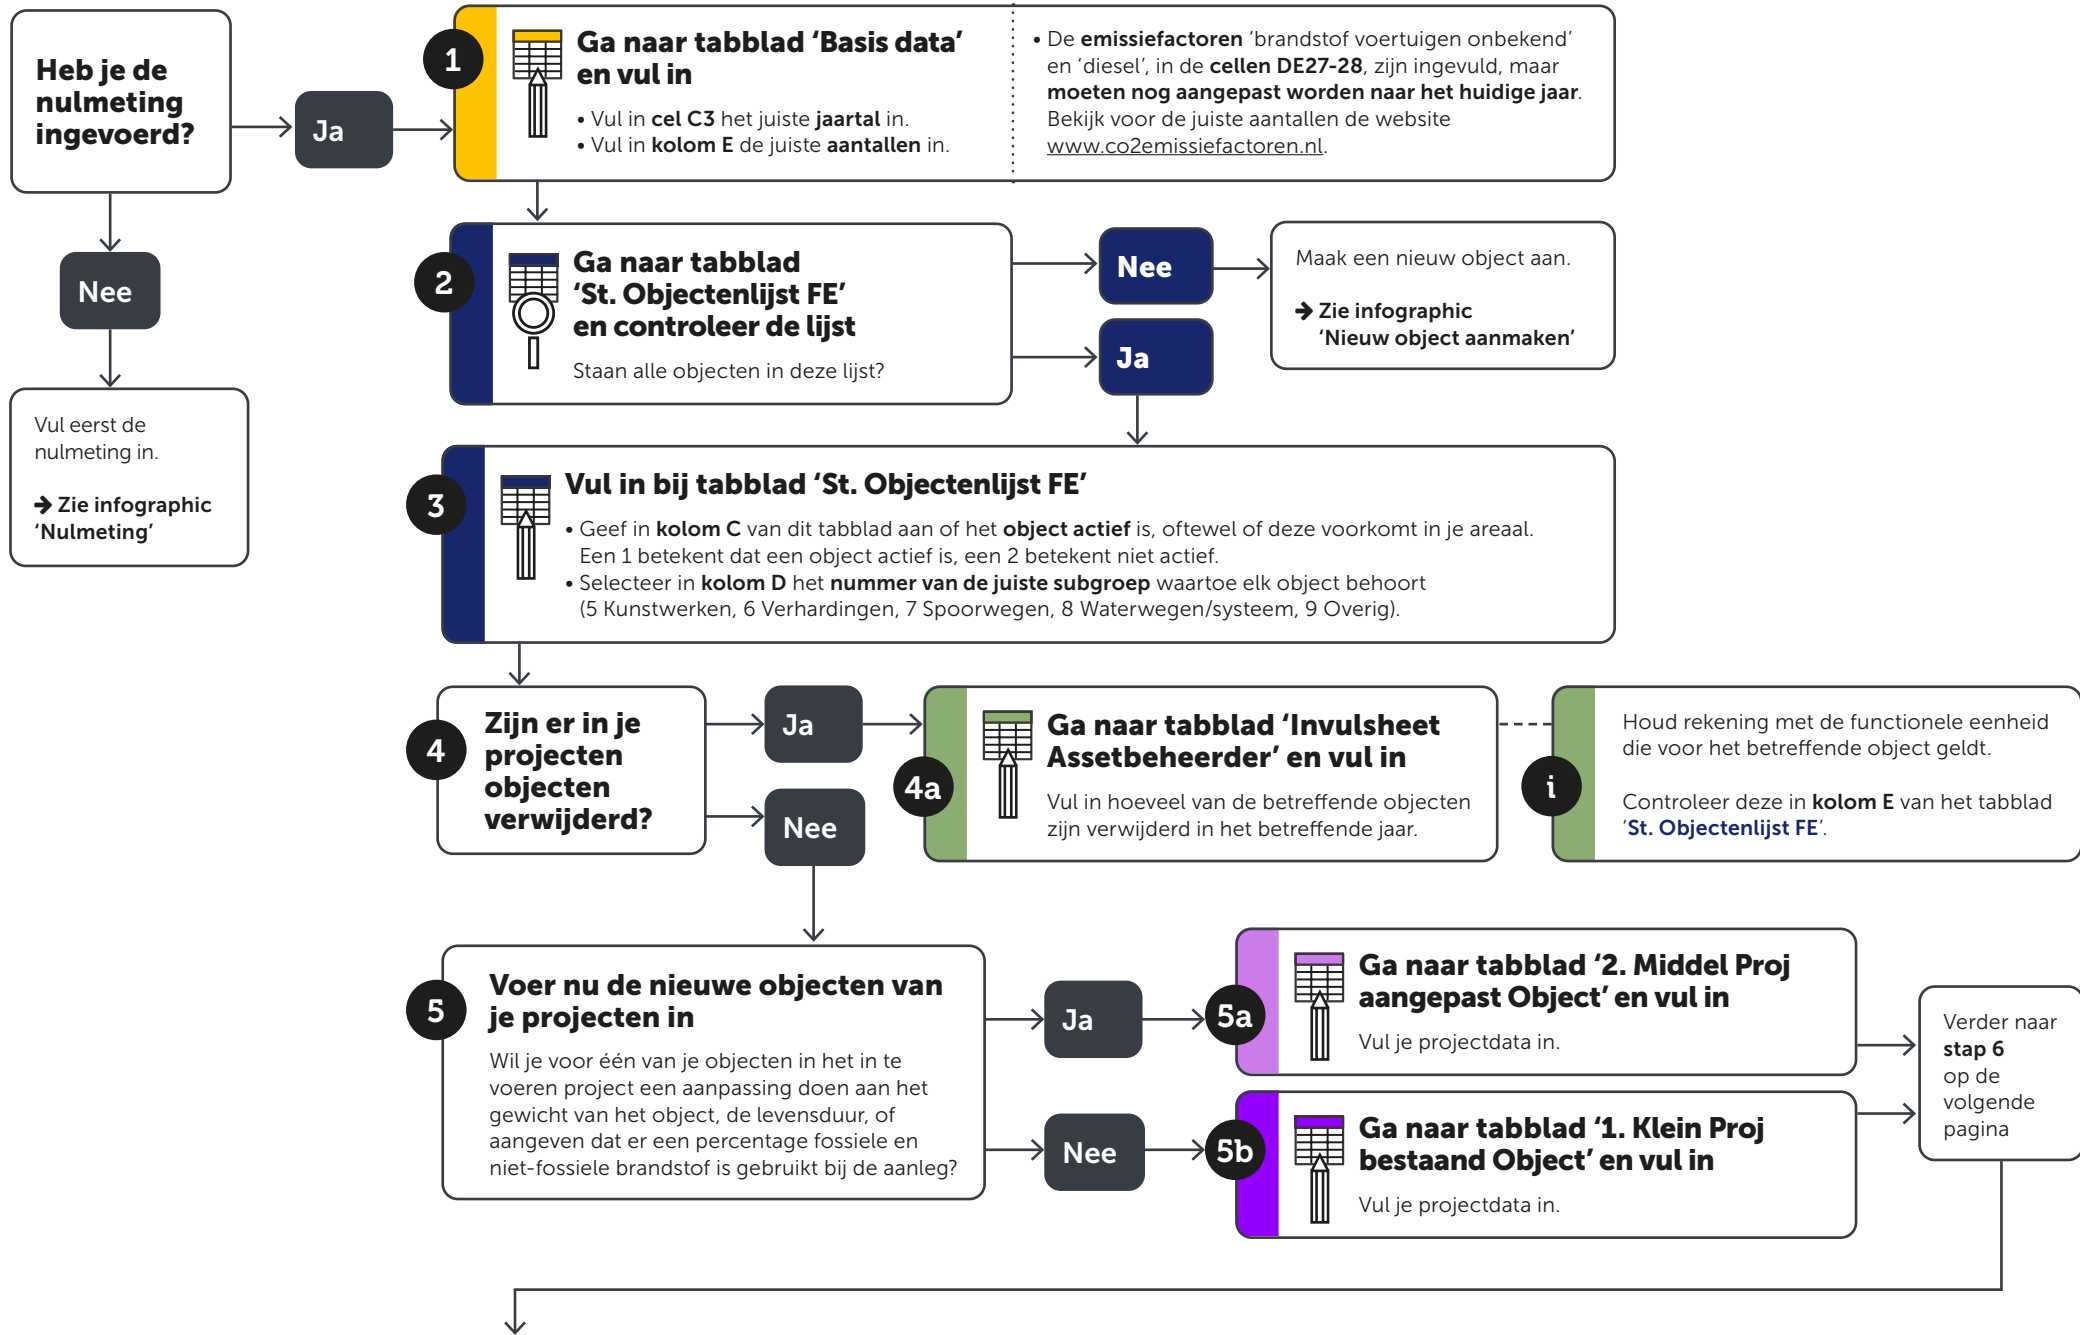 Heb je de
nulmeting
ingevoerd?
Ja
Nee
Vul eerst de
nulmeting in.
➔ Zie infographic
‘Nulmeting’
1
Ga naar tabblad ‘Basis data’
en vul in
• Vul in cel C3 het juiste jaartal in.
• Vul in kolom E de juiste aantallen in.
• De emissiefactoren ‘brandstof voertuigen onbekend’
en ‘diesel’, in de cellen DE27-28, zijn ingevuld, maar
moeten nog aangepast worden naar het huidige jaar.
Bekijk voor de juiste aantallen de website
www.co2emissiefactoren.nl.
2
Ga naar tabblad
‘St. Objectenlijst FE’
en controleer de lijst
Staan alle objecten in deze lijst?
Nee
Maak een nieuw object aan.
➔ Zie infographic
‘Nieuw object aanmaken’
Ja
3
Vul in bij tabblad ‘St. Objectenlijst FE’
• Geef in kolom C van dit tabblad aan of het object actief is, oftewel of deze voorkomt in je areaal.
Een 1 betekent dat een object actief is, een 2 betekent niet actief.
• Selecteer in kolom D het nummer van de juiste subgroep waartoe elk object behoort
(5 Kunstwerken, 6 Verhardingen, 7 Spoorwegen, 8 Waterwegen/systeem, 9 Overig).
4
Zijn er in je
projecten
objecten
verwijderd?
Ja
Nee
4a
Ga naar tabblad ‘Invulsheet
Assetbeheerder’ en vul in
Vul in hoeveel van de betreffende objecten
zijn verwijderd in het betreffende jaar.
i
Houd rekening met de functionele eenheid
die voor het betreffende object geldt.
Controleer deze in kolom E van het tabblad
‘St. Objectenlijst FE’.
5
Voer nu de nieuwe objecten van
je projecten in
Wil je voor één van je objecten in het in te
voeren project een aanpassing doen aan het
gewicht van het object, de levensduur, of
aangeven dat er een percentage fossiele en
niet-fossiele brandstof is gebruikt bij de aanleg?
Ja
5a
Ga naar tabblad ‘2. Middel Proj
aangepast Object’ en vul in
Vul je projectdata in.
Nee
5b
Ga naar tabblad ‘1. Klein Proj
bestaand Object’ en vul in
Vul je projectdata in.
Verder naar
stap 6
op de
volgende
pagina